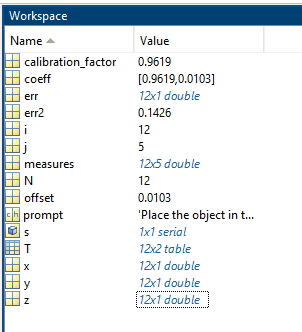 Workspace
Name Value
calibration_factor 0.9619
coeff [0.9619,0.0103]
err 12x1 double
err2 0.1426
i 12
j 5
measures 12x5 double
N 12
offset 0.0103
prompt 'Place the object in t...
s 1x1 serial
T 12x2 table
x 12x1 double
y 12x1 double
z 12x1 double